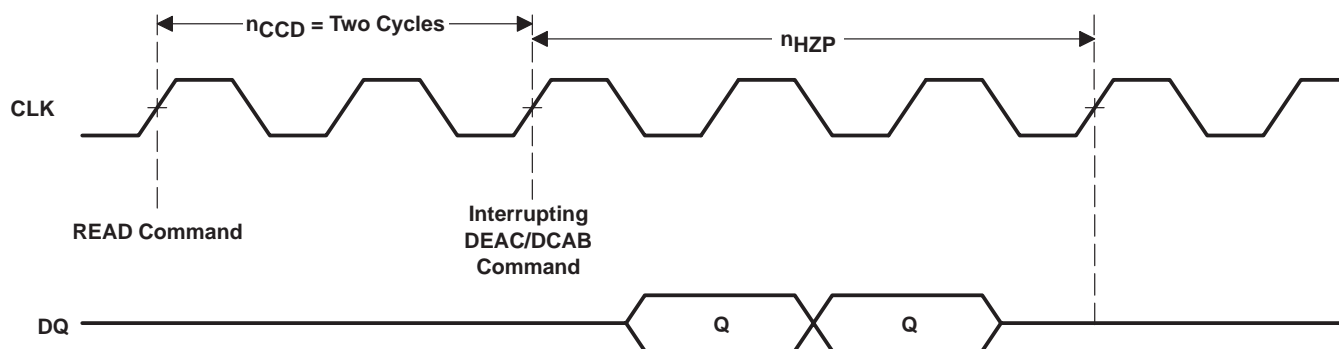 nCCD = Two Cycles
nHZP
CLK
READ Command
Interrupting
DEAC/DCAB
Command
DQ
Q
Q